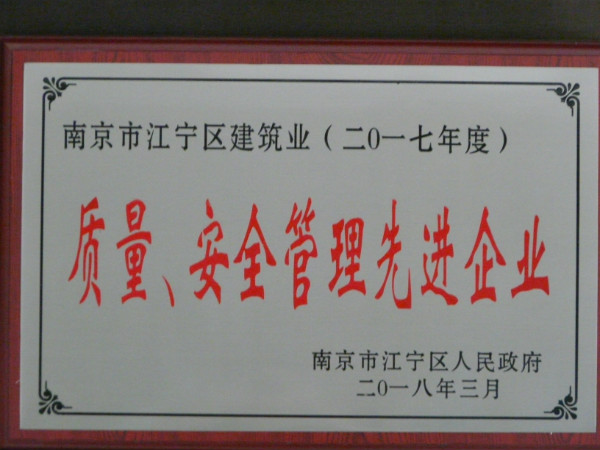 南京市江宁区建筑业（二0一七年度）
质量、安全管理先进企业
南京市江宁区人民政府
二0一八年三月